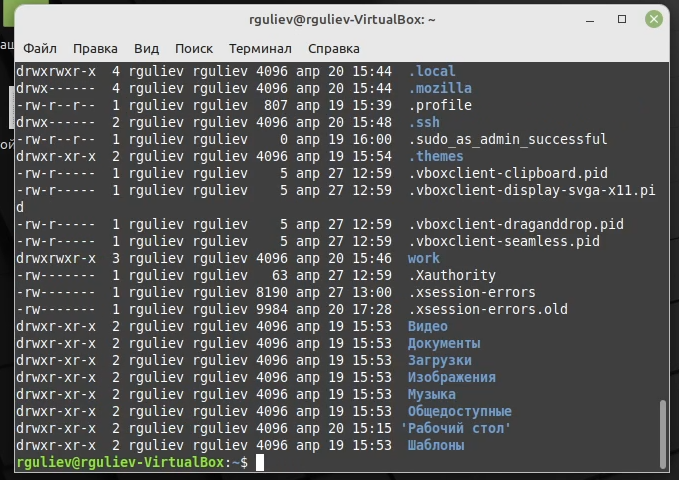 rguliev@rguliev-VirtualBox: ~
Файл Правка Вид Поиск Терминал Справка
drwxrwxr-x 4 rguliev rguliev 4096 апр 20 15:44 .local
drwx------ 4 rguliev rguliev 4096 апр 20 15:44 .mozilla
-rw-r--r-- 1 rguliev rguliev 807 апр 19 15:39 .profile
drwx------ 2 rguliev rguliev 4096 апр 20 15:48 .ssh
-rw-r--r-- 1 rguliev rguliev 0 апр 19 16:00 .sudo_as_admin_successful
drwxr-xr-x 2 rguliev rguliev 4096 апр 19 15:54 .themes
-rw-r----- 1 rguliev rguliev 5 апр 27 12:59 .vboxclient-clipboard.pid
-rw-r----- 1 rguliev rguliev 5 апр 27 12:59 .vboxclient-display-svga-x11.pi
d
-rw-r----- 1 rguliev rguliev 5 апр 27 12:59 .vboxclient-draganddrop.pid
-rw-r----- 1 rguliev rguliev 5 апр 27 12:59 .vboxclient-seamless.pid
drwxrwxr-x 3 rguliev rguliev 4096 апр 20 15:46 work
-rw------- 1 rguliev rguliev 63 апр 27 12:59 .Xauthority
-rw------- 1 rguliev rguliev 8190 апр 27 13:00 .xsession-errors
-rw------- 1 rguliev rguliev 9984 апр 20 17:28 .xsession-errors.old
drwxr-xr-x 2 rguliev rguliev 4096 апр 19 15:53 Видео
drwxr-xr-x 2 rguliev rguliev 4096 апр 19 15:53 Документы
drwxr-xr-x 2 rguliev rguliev 4096 апр 19 15:53 Загрузки
drwxr-xr-x 2 rguliev rguliev 4096 апр 19 15:53 Изображения
drwxr-xr-x 2 rguliev rguliev 4096 апр 19 15:53 Музыка
drwxr-xr-x 2 rguliev rguliev 4096 апр 19 15:53 Общедоступные
drwxr-xr-x 2 rguliev rguliev 4096 апр 20 15:15 'Рабочий стол'
drwxr-xr-x 2 rguliev rguliev 4096 апр 19 15:53 Шаблоны
rguliev@rguliev-VirtualBox:~$